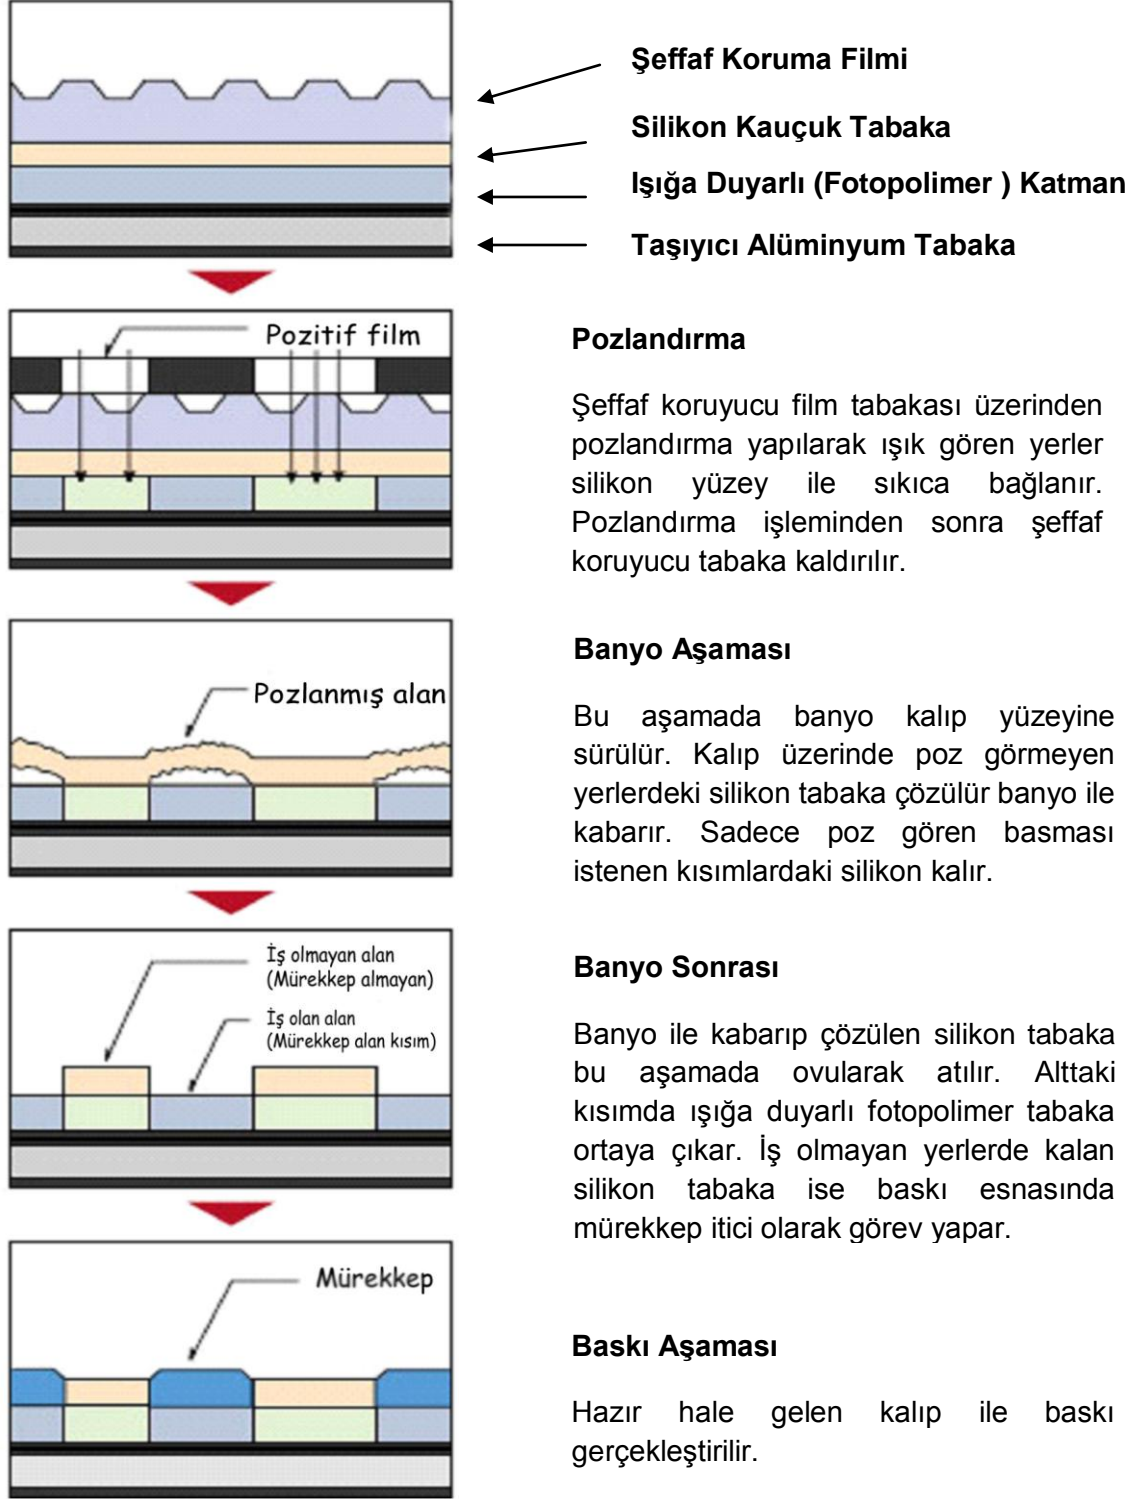 Şeffaf Koruma Filmi
Silikon Kauçuk Tabaka
Işığa Duyarlı (Fotopolimer ) Katman
Taşıyıcı Alüminyum Tabaka
Pozitif film
Pozlandırma
Şeffaf koruyucu film tabakası üzerinden
pozlandırma yapılarak ışık gören yerler
silikon yüzey ile sıkıca bağlanır.
Pozlandırma işleminden sonra şeffaf
koruyucu tabaka kaldırılır.
Pozlanmış alan
Banyo Aşaması
Bu aşamada banyo kalıp yüzeyine
sürülür. Kalıp üzerinde poz görmeyen
yerlerdeki silikon tabaka çözülür banyo ile
kabarır. Sadece poz gören basması
istenen kısımlardaki silikon kalır.
İş olmayan alan
(Mürekkep almayan)
İş olan alan
(Mürekkep alan kısım)
Banyo Sonrası
Banyo ile kabarıp çözülen silikon tabaka
bu aşamada ovularak atılır. Alttaki
kısımda ışığa duyarlı fotopolimer tabaka
ortaya çıkar. İş olmayan yerlerde kalan
silikon tabaka ise baskı esnasında
mürekkep itici olarak görev yapar.
Mürekkep
Baskı Aşaması
Hazır hale gelen kalıp ile baskı
gerçekleştirilir.